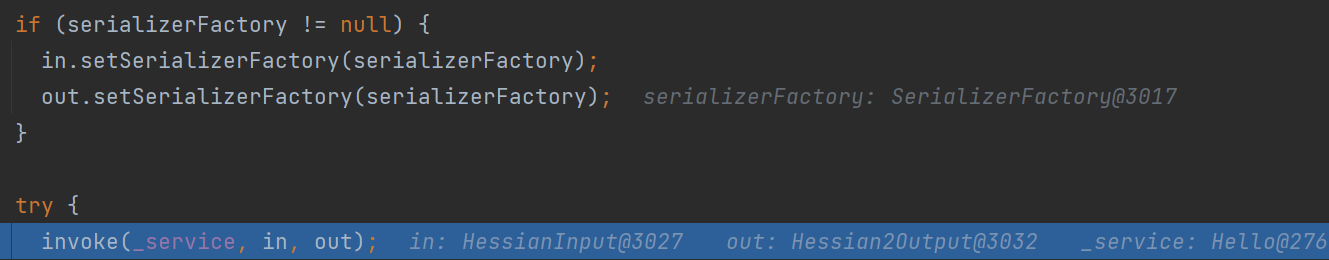 if (serializerFactory != null) {
in.setSerializerFactory(serializerFactory);
out.setSerializerFactory(serializerFactory); serializerFactory: SerializerFactory@3017
}
try {
invoke(_service, in, out); in: HessianInput@3027 out: Hessian2Output@3032 _service: Hello@276